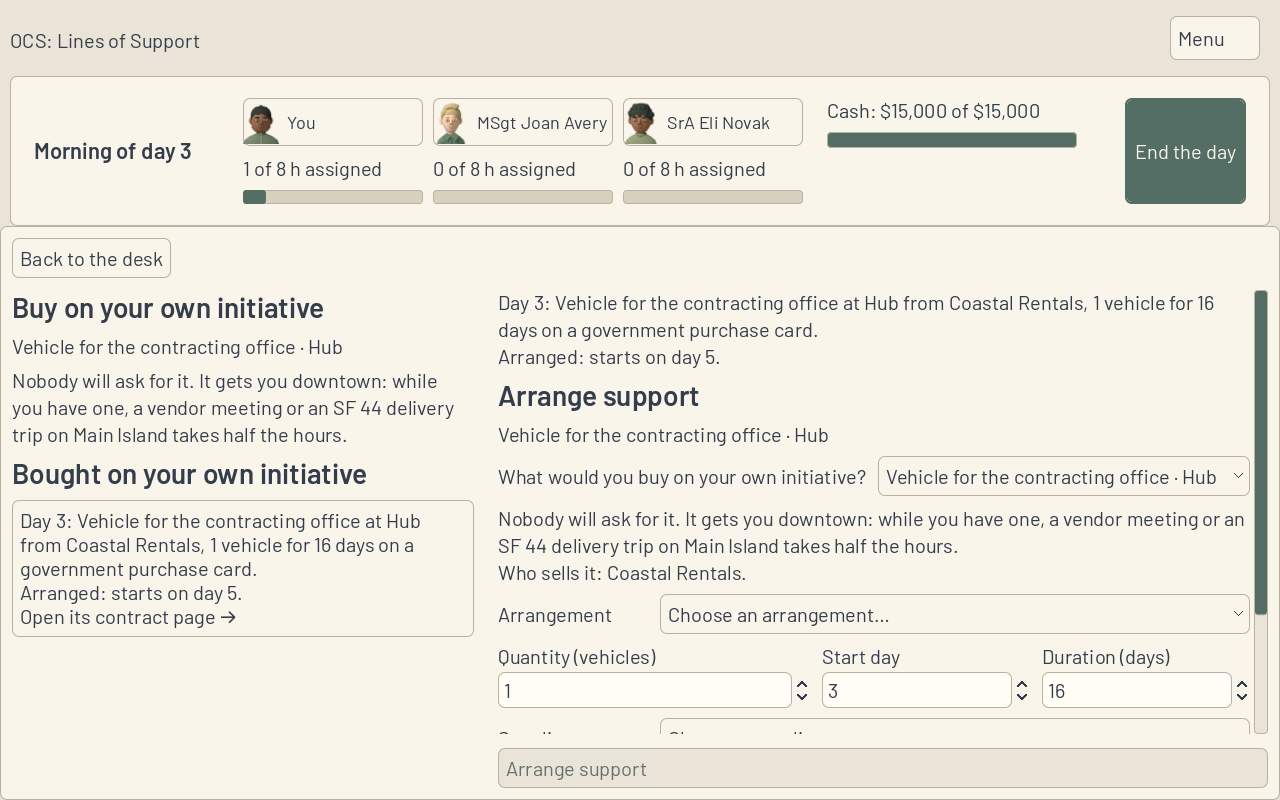 OCS: Lines of Support
Menu
Morning of day 3
You
1 of 8 h assigned
MSgt Joan Avery
0 of 8 h assigned
SrA Eli Novak
0 of 8 h assigned
Cash: $15,000 of $15,000
End the day
Back to the desk
Buy on your own initiative
Vehicle for the contracting office · Hub
Nobody will ask for it. It gets you downtown: while
you have one, a vendor meeting or an SF 44 delivery
trip on Main Island takes half the hours.
Bought on your own initiative
Day 3: Vehicle for the contracting office at Hub
from Coastal Rentals, 1 vehicle for 16 days on a
government purchase card.
Arranged: starts on day 5.
Open its contract page →
Day 3: Vehicle for the contracting office at Hub from Coastal Rentals, 1 vehicle for 16
days on a government purchase card.
Arranged: starts on day 5.
Arrange support
Vehicle for the contracting office · Hub
What would you buy on your own initiative?
Vehicle for the contracting office · Hub
Nobody will ask for it. It gets you downtown: while you have one, a vendor meeting or an
SF 44 delivery trip on Main Island takes half the hours.
Who sells it: Coastal Rentals.
Arrangement
Choose an arrangement...
Quantity (vehicles)
Start day
Duration (days)
1
3
16
Arrange support